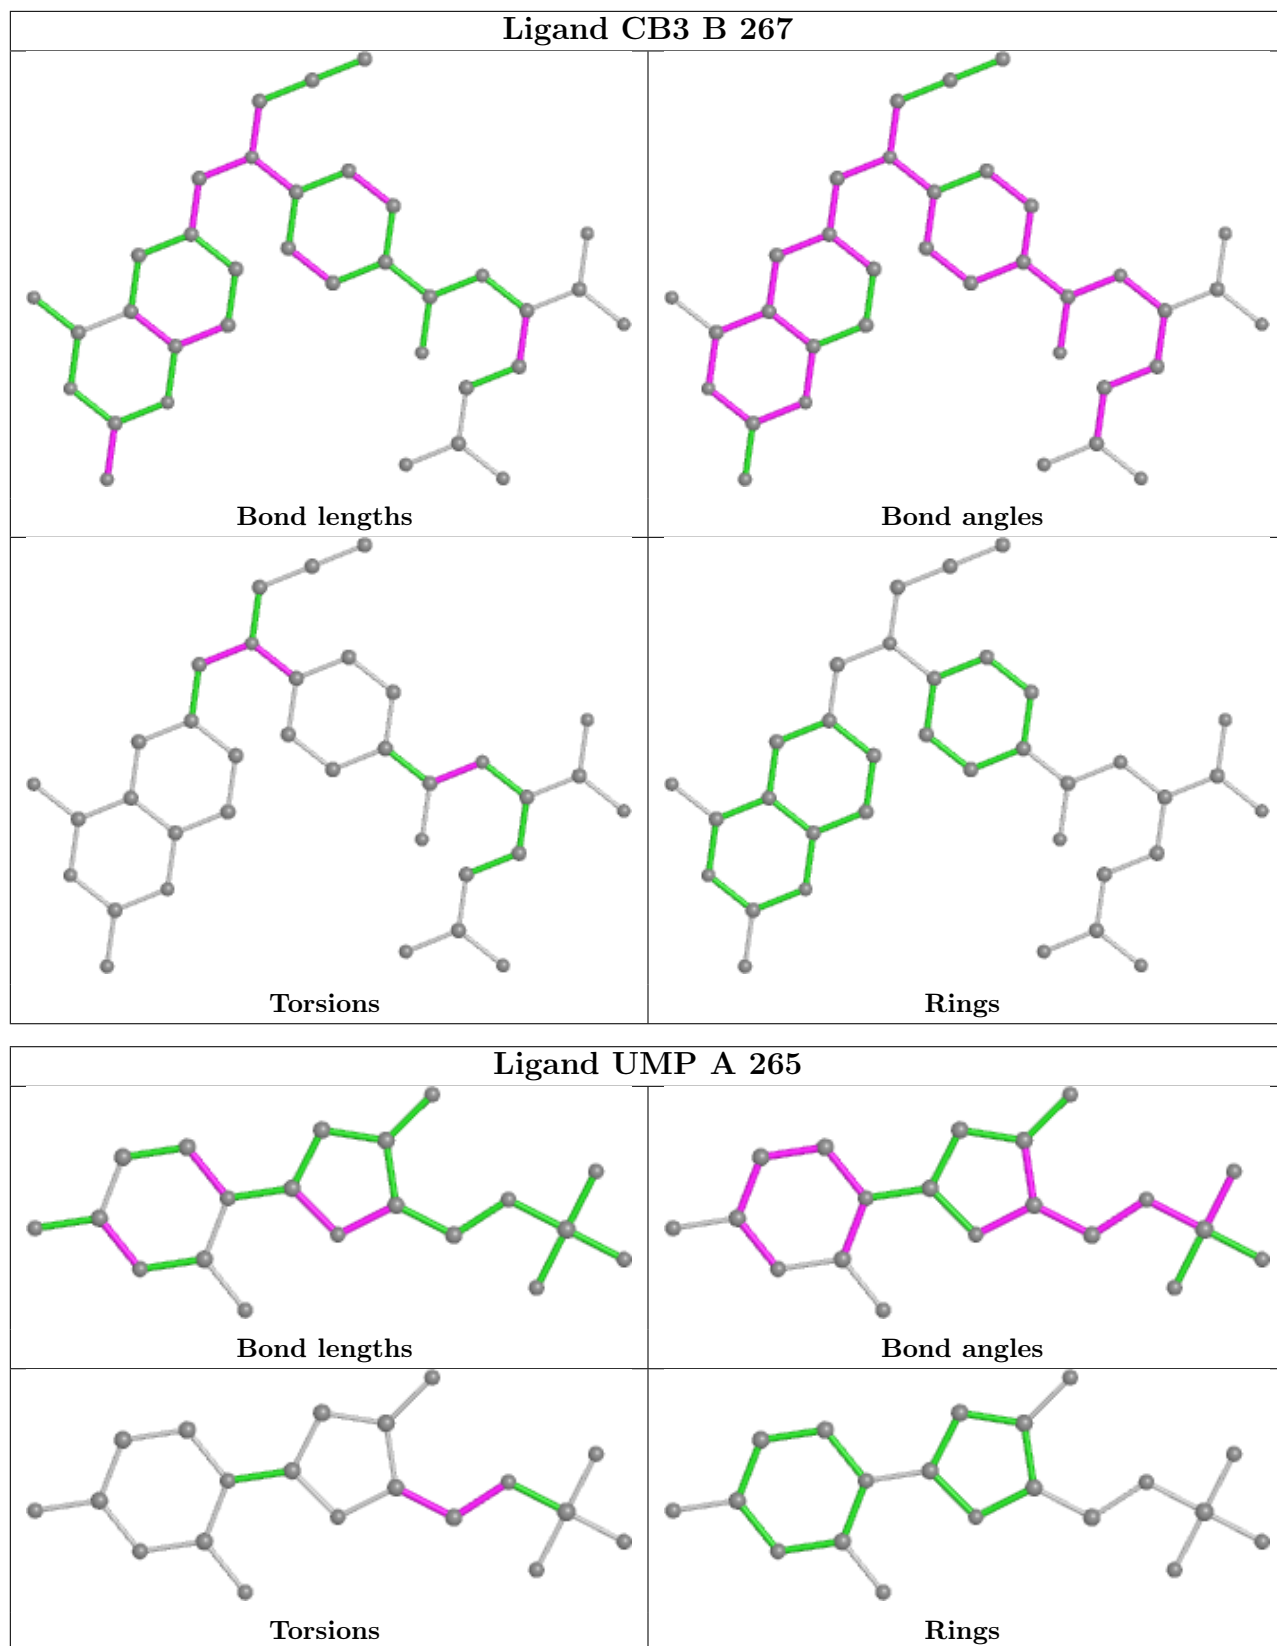 Ligand CB3 B 267
Bond lengths
Bond angles
Torsions
Rings
Ligand UMP A 265
Bond lengths
Bond angles
Torsions
Rings